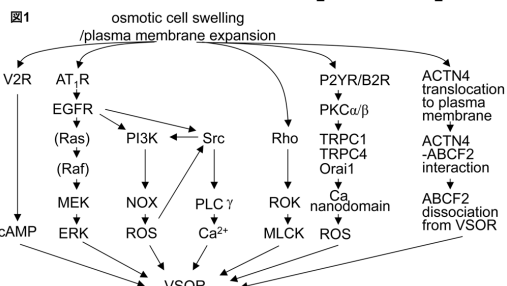 図1
osmotic cell swelling
/plasma membrane expansion
V2R
AT1R
EGFR
(Ras)
(Raf)
MEK
ERK
PI3K
NOX
ROS
Src
PLCγ
Ca2+
Rho
ROK
MLCK
P2YR/B2R
PKCα/β
TRPC1
TRPC4
Orai1
Ca
nanodomain
ROS
ACTN4
translocation
to plasma
membrane
ACTN4
-ABCF2
interaction
ABCF2
dissociation
from VSOR
cAMP
VSOR